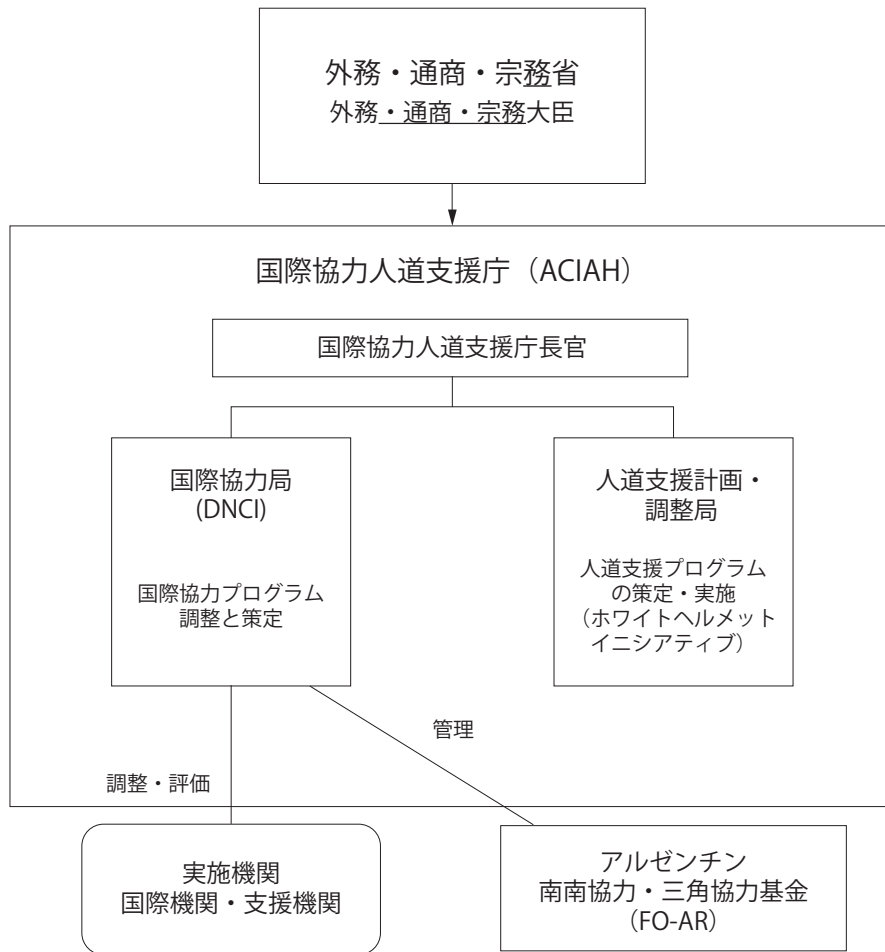 外務・通商・宗務省
外務・通商・宗務大臣
国際協力人道支援庁（ACIAH）
国際協力人道支援庁長官
国際協力局
(DNCI)
国際協力プログラム
調整と策定
人道支援計画・
調整局
人道支援プログラム
の策定・実施
（ホワイトヘルメット
イニシアティブ）
管理
調整・評価
実施機関
国際機関・支援機関
アルゼンチン
南南協力・三角協力基金
(FO-AR)